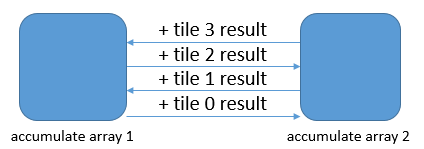 + tile 3 result
+ tile 2 result
+ tile 1 result
+ tile 0 result
accumulate array 1
accumulate array 2